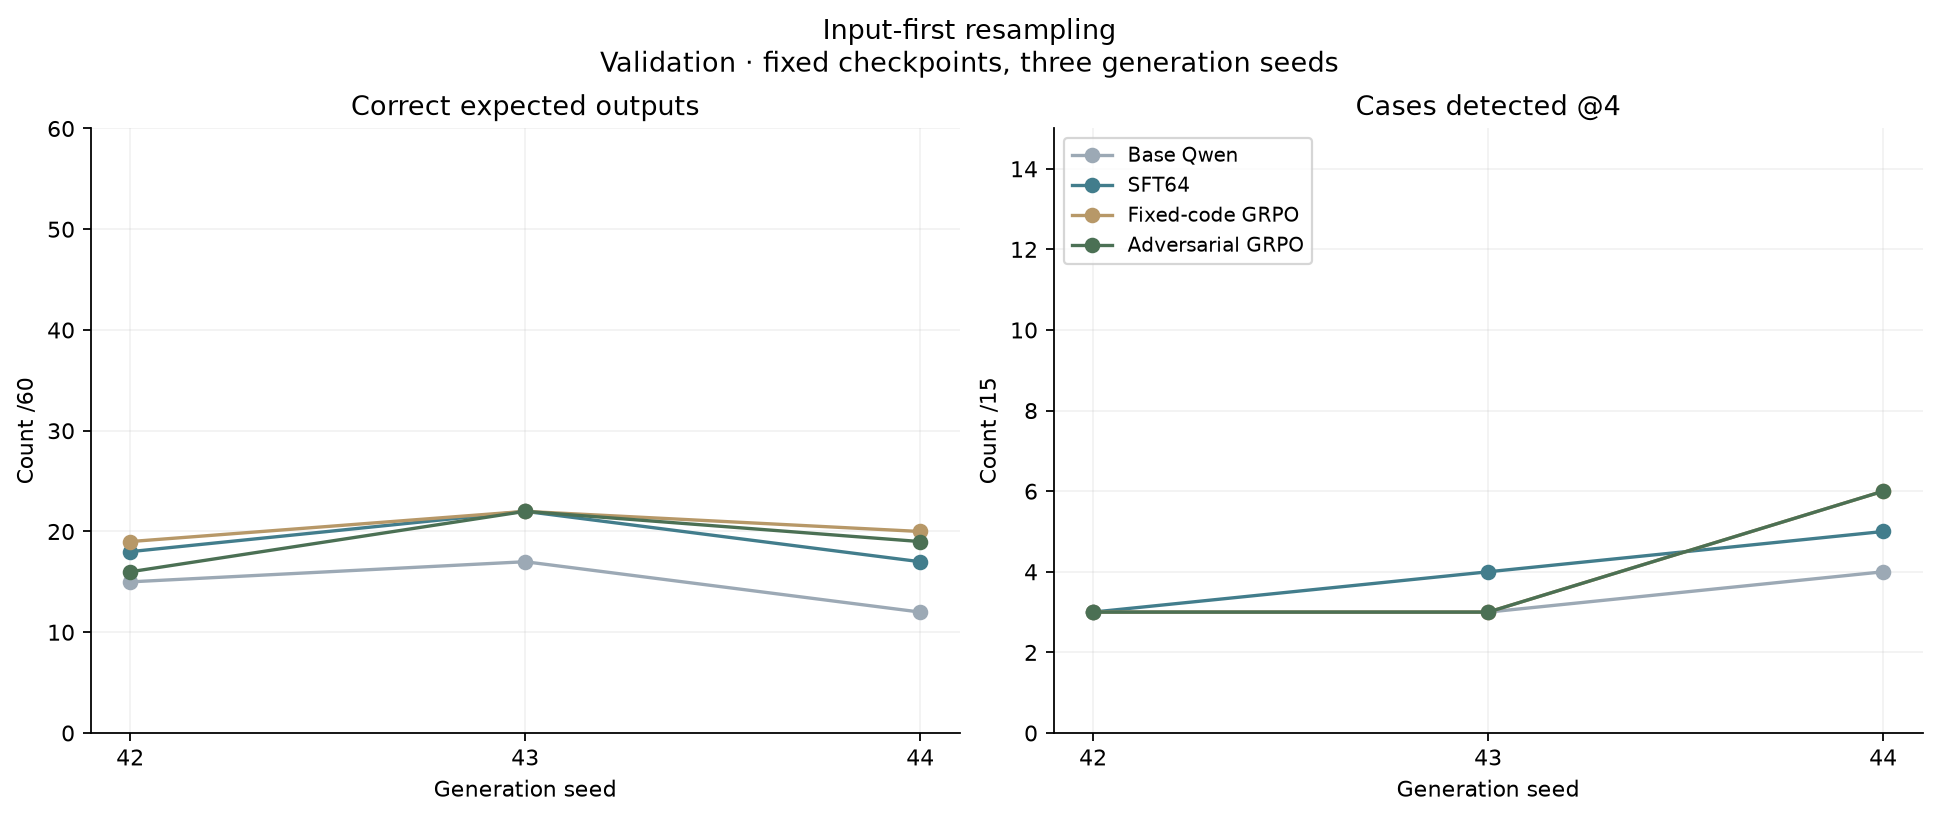 Input-first resampling
Validation · fixed checkpoints, three generation seeds
Correct expected outputs
Count /60
60
50
40
30
20
10
0
42
43
44
Generation seed
Cases detected @4
Base Qwen
SFT64
Fixed-code GRPO
Adversarial GRPO
Count /15
14
12
10
8
6
4
2
0
42
43
44
Generation seed